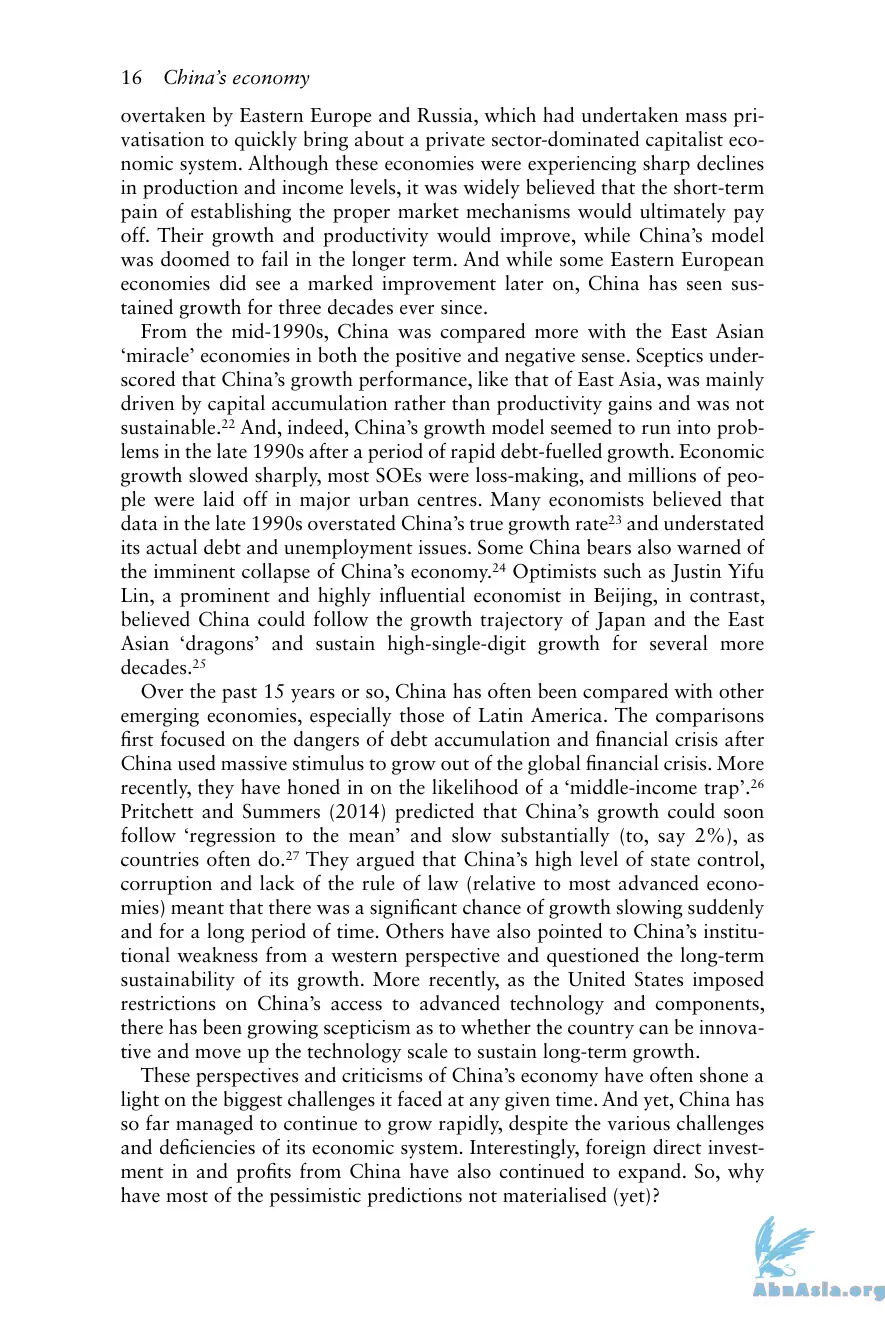 16 China’s economy
overtaken by Eastern Europe and Russia, which had undertaken mass pri-
vatisation to quickly bring about a private sector-dominated capitalist eco-
nomic system. Although these economies were experiencing sharp declines
in production and income levels, it was widely believed that the short-term
pain of establishing the proper market mechanisms would ultimately pay
off. Their growth and productivity would improve, while China’s model
was doomed to fail in the longer term. And while some Eastern European
economies did see a marked improvement later on, China has seen sus-
tained growth for three decades ever since.
From the mid-1990s, China was compared more with the East Asian
‘miracle’ economies in both the positive and negative sense. Sceptics under-
scored that China’s growth performance, like that of East Asia, was mainly
driven by capital accumulation rather than productivity gains and was not
sustainable.22 And, indeed, China’s growth model seemed to run into prob-
lems in the late 1990s after a period of rapid debt-fuelled growth. Economic
growth slowed sharply, most SOEs were loss-making, and millions of peo-
ple were laid off in major urban centres. Many economists believed that
data in the late 1990s overstated China’s true growth rate23 and understated
its actual debt and unemployment issues. Some China bears also warned of
the imminent collapse of China’s economy.24 Optimists such as Justin Yifu
Lin, a prominent and highly influential economist in Beijing, in contrast,
believed China could follow the growth trajectory of Japan and the East
Asian ‘dragons’ and sustain high-single-digit growth for several more
decades.25
Over the past 15 years or so, China has often been compared with other
emerging economies, especially those of Latin America. The comparisons
first focused on the dangers of debt accumulation and financial crisis after
China used massive stimulus to grow out of the global financial crisis. More
recently, they have honed in on the likelihood of a ‘middle-income trap’.26
Pritchett and Summers (2014) predicted that China’s growth could soon
follow ‘regression to the mean’ and slow substantially (to, say 2%), as
countries often do.27 They argued that China’s high level of state control,
corruption and lack of the rule of law (relative to most advanced econo-
mies) meant that there was a significant chance of growth slowing suddenly
and for a long period of time. Others have also pointed to China’s institu-
tional weakness from a western perspective and questioned the long-term
sustainability of its growth. More recently, as the United States imposed
restrictions on China’s access to advanced technology and components,
there has been growing scepticism as to whether the country can be innova-
tive and move up the technology scale to sustain long-term growth.
These perspectives and criticisms of China’s economy have often shone a
light on the biggest challenges it faced at any given time. And yet, China has
so far managed to continue to grow rapidly, despite the various challenges
and deficiencies of its economic system. Interestingly, foreign direct invest-
ment in and profits from China have also continued to expand. So, why
have most of the pessimistic predictions not materialised (yet)?
AbnAsia.org